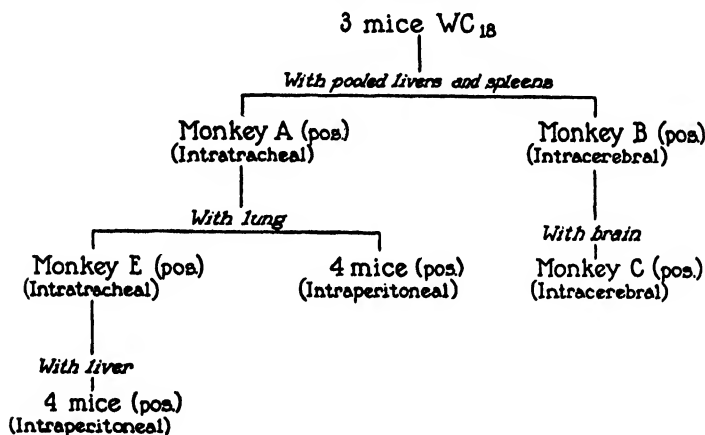 3 mice WC18
With pooled livers and spleens
Monkey A (pos.)
(Intratracheal)
Monkey B (pos.)
(Intracerebral)
With lung
With brain
Monkey E (pos.)
(Intratracheal)
4 mice (pos.)
(Intraperitoneal)
Monkey C (pos.)
(Intracerebral)
With liver
4 mice (pos.)
(Intraperitoneal)